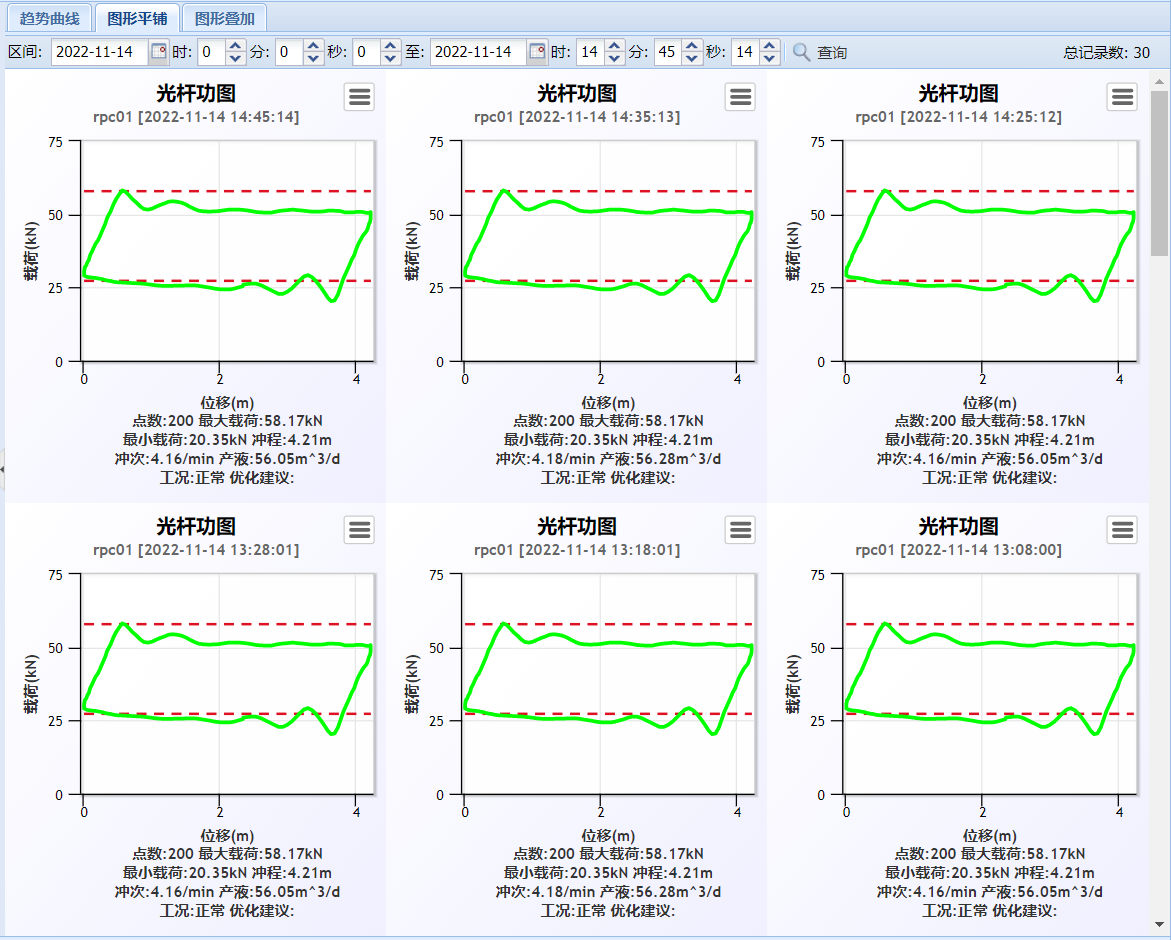 趋势曲线 图形平铺 图形叠加
区间: 2022-11-14 时: 0 分: 0 秒: 0 至: 2022-11-14 时: 14 分: 45 秒: 14 查询 总记录数: 30
光杆功图
rpc01 [2022-11-14 14:45:14]
75
50
25
0
载荷(kN)
0 2 4
位移(m)
点数:200 最大载荷:58.17kN
最小载荷:20.35kN 冲程:4.21m
冲次:4.16/min 产液:56.05m^3/d
工况:正常 优化建议:
光杆功图
rpc01 [2022-11-14 14:35:13]
75
50
25
0
载荷(kN)
0 2 4
位移(m)
点数:200 最大载荷:58.17kN
最小载荷:20.35kN 冲程:4.21m
冲次:4.18/min 产液:56.28m^3/d
工况:正常 优化建议:
光杆功图
rpc01 [2022-11-14 14:25:12]
75
50
25
0
载荷(kN)
0 2 4
位移(m)
点数:200 最大载荷:58.17kN
最小载荷:20.35kN 冲程:4.21m
冲次:4.16/min 产液:56.05m^3/d
工况:正常 优化建议:
光杆功图
rpc01 [2022-11-14 13:28:01]
75
50
25
0
载荷(kN)
0 2 4
位移(m)
点数:200 最大载荷:58.17kN
最小载荷:20.35kN 冲程:4.21m
冲次:4.16/min 产液:56.05m^3/d
工况:正常 优化建议:
光杆功图
rpc01 [2022-11-14 13:18:01]
75
50
25
0
载荷(kN)
0 2 4
位移(m)
点数:200 最大载荷:58.17kN
最小载荷:20.35kN 冲程:4.21m
冲次:4.18/min 产液:56.28m^3/d
工况:正常 优化建议:
光杆功图
rpc01 [2022-11-14 13:08:00]
75
50
25
0
载荷(kN)
0 2 4
位移(m)
点数:200 最大载荷:58.17kN
最小载荷:20.35kN 冲程:4.21m
冲次:4.16/min 产液:56.05m^3/d
工况:正常 优化建议: